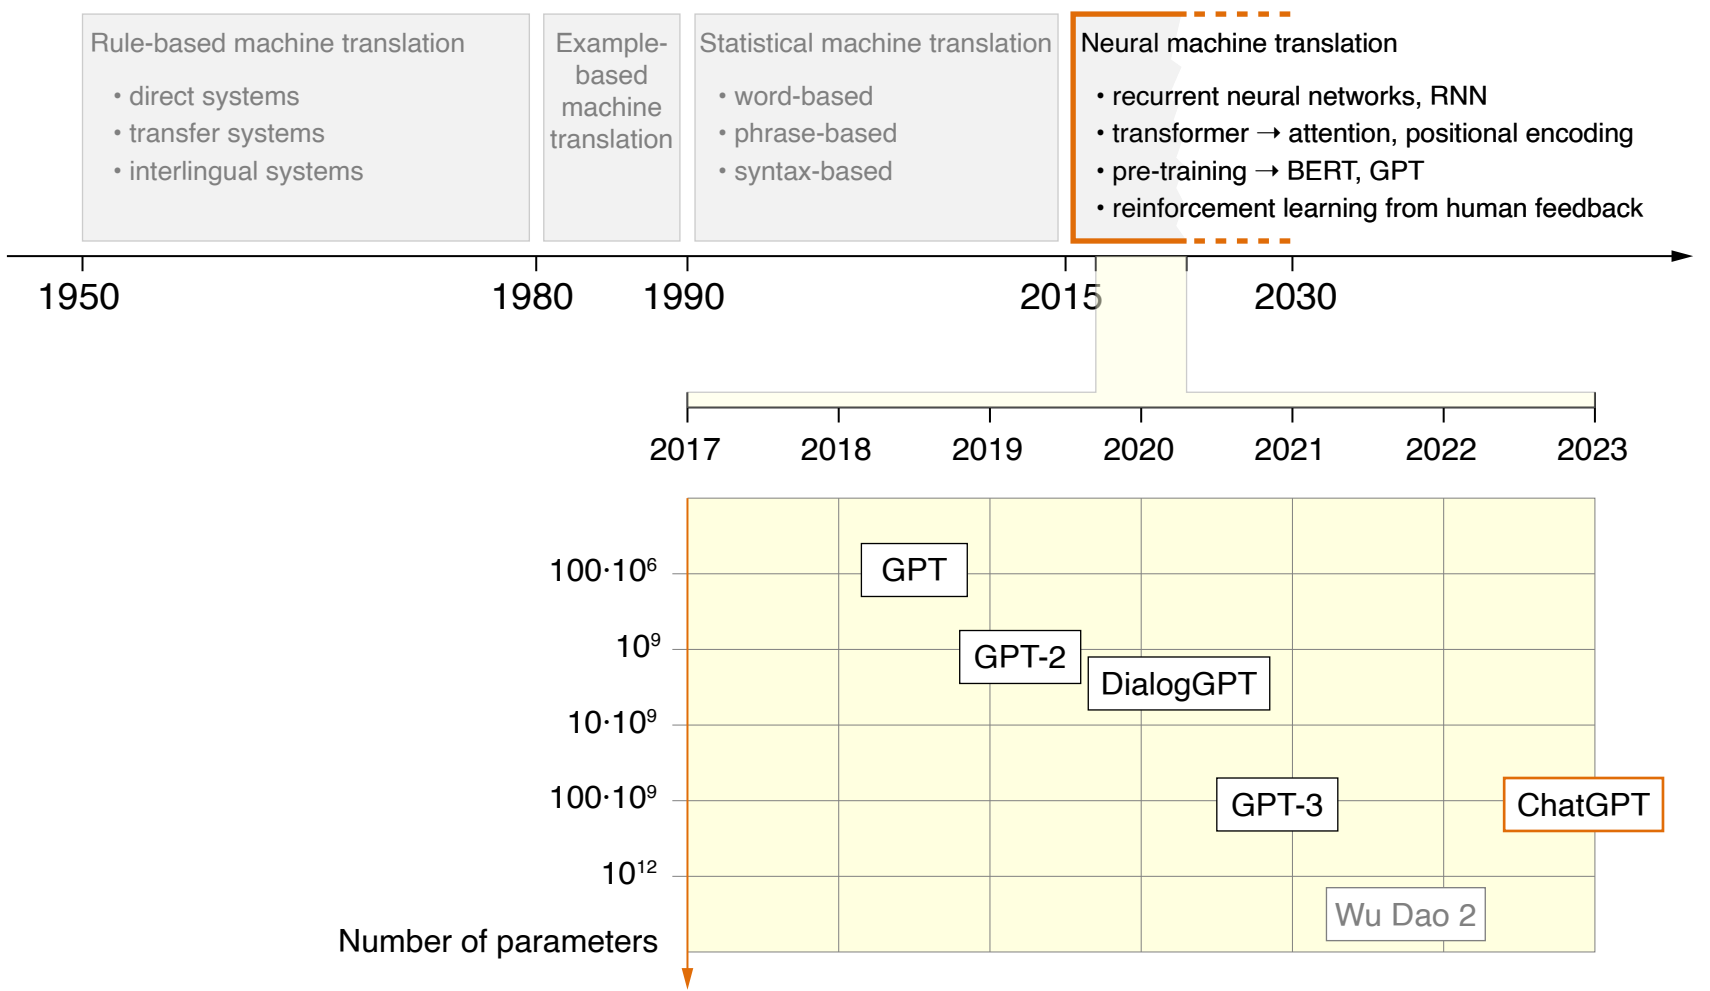 Rule-based machine translation
• direct systems
• transfer systems
• interlingual systems
Example-
based
machine
translation
Statistical machine translation
• word-based
• phrase-based
• syntax-based
Neural machine translation
• recurrent neural networks, RNN
• transformer → attention, positional encoding
• pre-training → BERT, GPT
• reinforcement learning from human feedback
1950
1980
1990
2015
2030
2017
2018
2019
2020
2021
2022
2023
100·10⁶
GPT
10⁹
GPT-2
DialogGPT
10·10⁹
100·10⁹
GPT-3
ChatGPT
10¹²
Wu Dao 2
Number of parameters